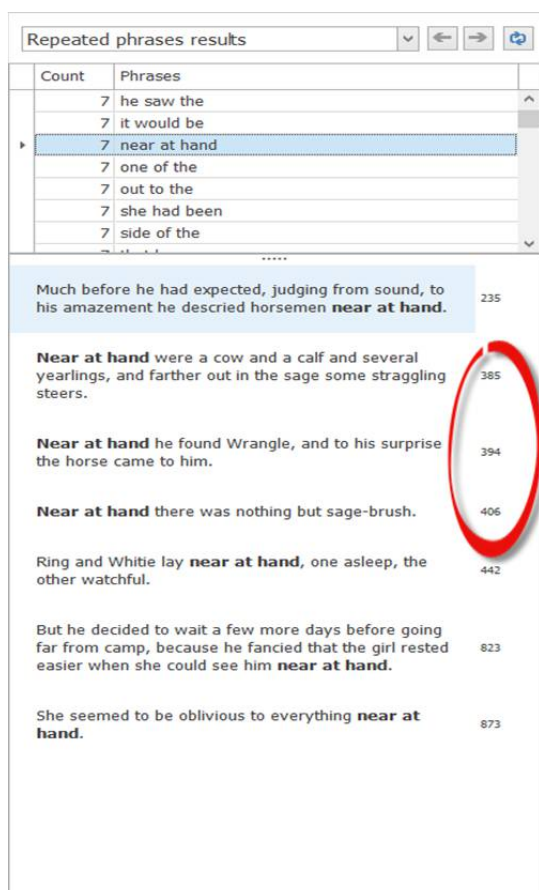 Repeated phrases results
Count Phrases
7 he saw the
7 it would be
7 near at hand
7 one of the
7 out to the
7 she had been
7 side of the
Much before he had expected, judging from sound, to
his amazement he descried horsemen near at hand.
235
Near at hand were a cow and a calf and several
yearlings, and farther out in the sage some straggling
steers.
385
Near at hand he found Wrangle, and to his surprise
the horse came to him.
394
Near at hand there was nothing but sage-brush.
406
Ring and Whitie lay near at hand, one asleep, the
other watchful.
442
But he decided to wait a few more days before going
far from camp, because he fancied that the girl rested
easier when she could see him near at hand.
823
She seemed to be oblivious to everything near at
hand.
873